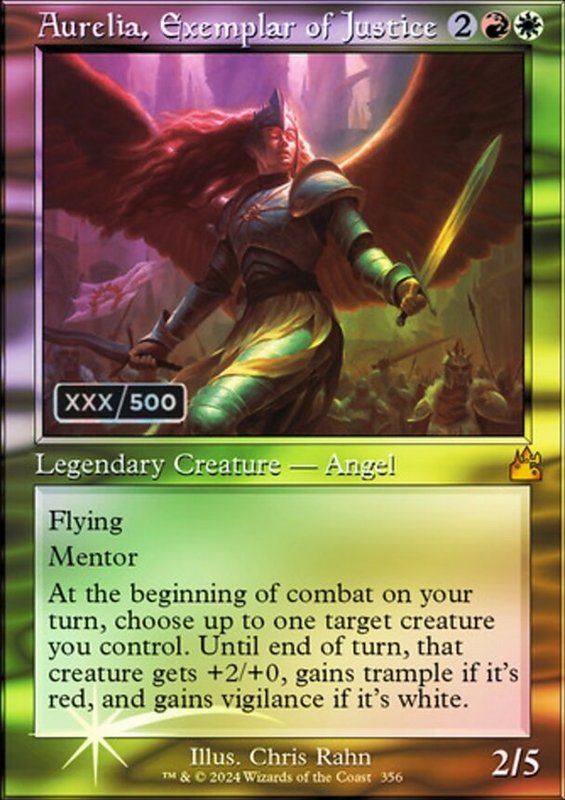 Aurelia, Exemplar of Justice 2
XXX/500
Legendary Creature — Angel
Flying
Mentor
At the beginning of combat on your
turn, choose up to one target creature
you control. Until end of turn, that
creature gets +2/+0, gains trample if it's
red, and gains vigilance if it's white.
Illus. Chris Rahn
™ & © 2024 Wizards of the Coast 356
2/5